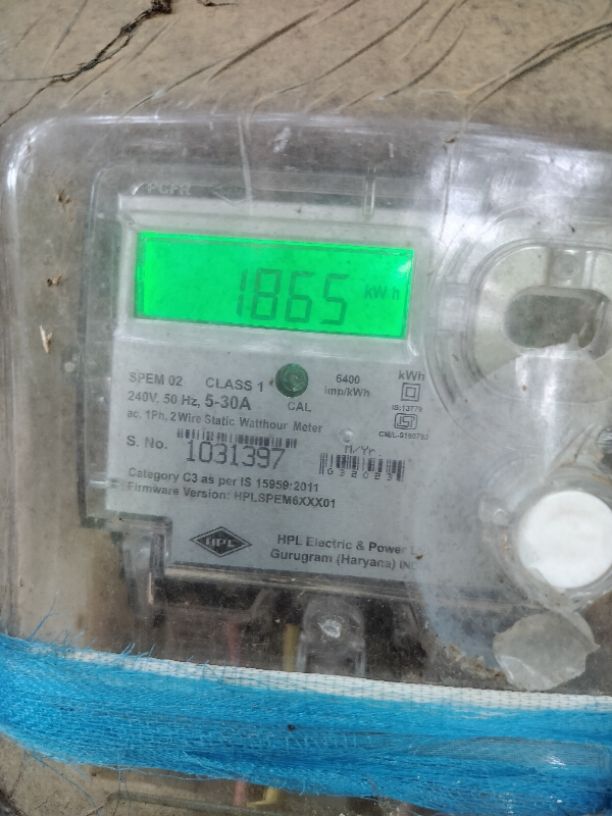 1865 kWh
SPEM 02 CLASS 1 6400 imp/kWh kWh
240V, 50 Hz, 5-30A CAL IS:13779
ac, 1Ph, 2 Wire Static Watthour Meter
S. No. 1031397 M/Yr. 032023
Category C3 as per IS 15959:2011
Firmware Version: HPLSPEM6XXX01
HPL HPL Electric & Power
Gurugram (Haryana)